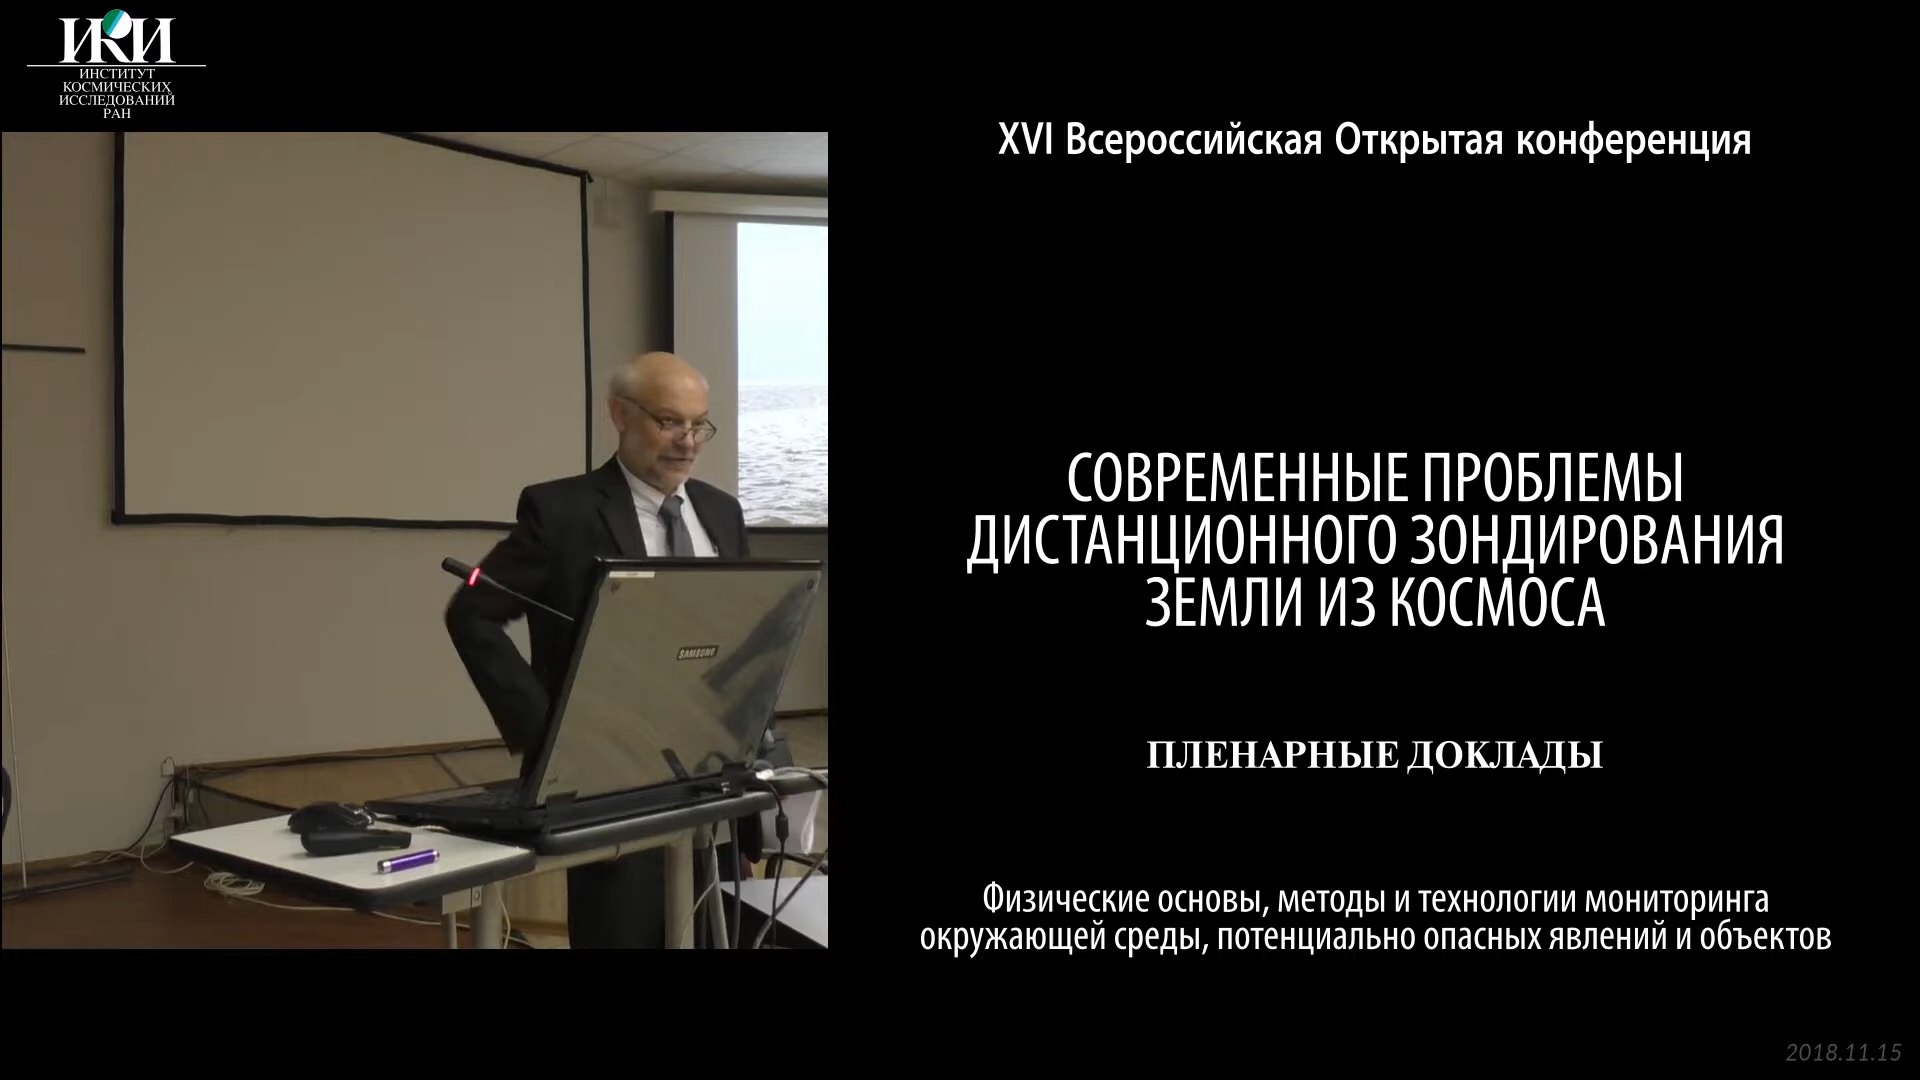 ИКИ
ИНСТИТУТ
КОСМИЧЕСКИХ
ИССЛЕДОВАНИЙ
РАН
XVI Всероссийская Открытая конференция
СОВРЕМЕННЫЕ ПРОБЛЕМЫ
ДИСТАНЦИОННОГО ЗОНДИРОВАНИЯ
ЗЕМЛИ ИЗ КОСМОСА
SAMSUNG
ПЛЕНАРНЫЕ ДОКЛАДЫ
Физические основы, методы и технологии мониторинга
окружающей среды, потенциально опасных явлений и объектов
2018.11.15